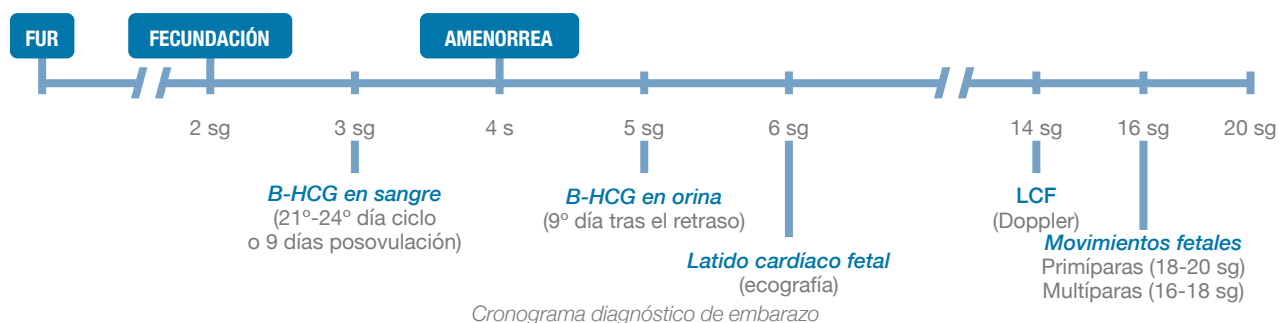 FUR
FECUNDACIÓN
AMENORREA
2 sg
3 sg
4 s
5 sg
6 sg
14 sg
16 sg
20 sg
B-HCG en sangre
(21º-24º día ciclo
o 9 días posovulación)
B-HCG en orina
(9º día tras el retraso)
Latido cardíaco fetal
(ecografía)
LCF
(Doppler)
Movimientos fetales
Primíparas (18-20 sg)
Multíparas (16-18 sg)
Cronograma diagnóstico de embarazo